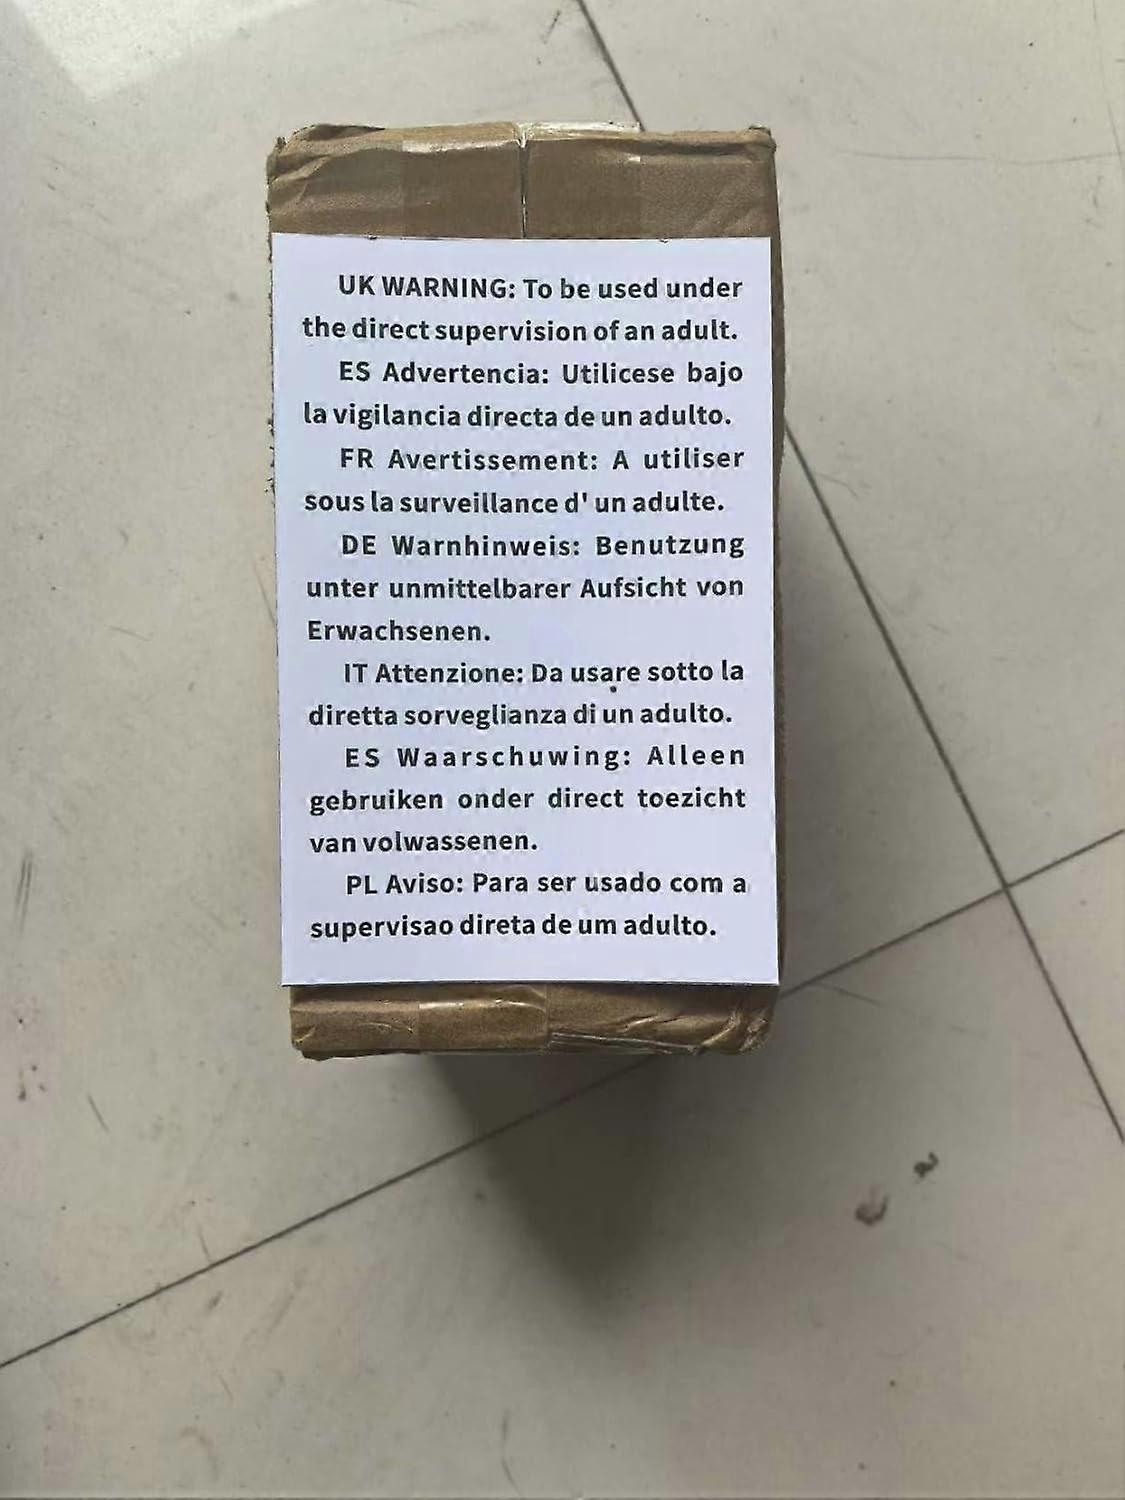 UK WARNING: To be used under
the direct supervision of an adult.
ES Advertencia: Utilicese bajo
la vigilancia directa de un adulto.
FR Avertissement: A utiliser
sous la surveillance d' un adulte.
DE Warnhinweis: Benutzung
unter unmittelbarer Aufsicht von
Erwachsenen.
IT Attenzione: Da usare sotto la
diretta sorveglianza di un adulto.
ES Waarschuwing: Alleen
gebruiken onder direct toezicht
van volwassenen.
PL Aviso: Para ser usado com a
supervisao direta de um adulto.